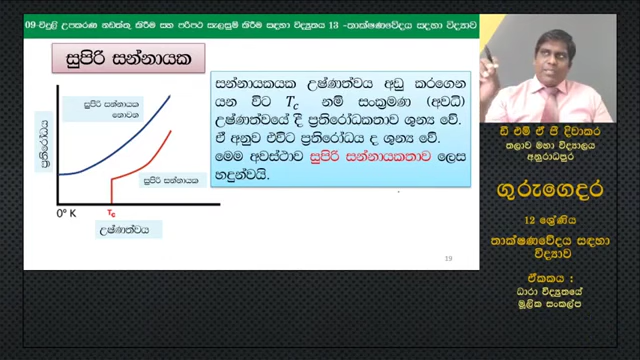 09-විදුලි උපකරණ නඩත්තු කිරීම සහ පරිපථ සැලසුම් කිරීම සඳහා විද්‍යුතය 13 -තාක්ෂණවේදය සඳහා විද්‍යාව
සුපිරි සන්නායක
ප්‍රතිරෝධය
සුපිරි සන්නායක
නොවන
සුපිරි සන්නායක
0° K
Tc
උෂ්ණත්වය
සන්නායකයක උෂ්ණත්වය අඩු කරගෙන
යන විට Tc නම් සංක්‍රමණ (අවධි)
උෂ්ණත්වයේ දී ප්‍රතිරෝධකතාව ශුන්‍ය වේ.
ඒ අනුව එවිට ප්‍රතිරෝධය ද ශුන්‍ය වේ.
මෙම අවස්ථාව සුපිරි සන්නායකතාව ලෙස
හඳුන්වයි.
19
ඩී එම් ඒ ජී දිවාකර
තලාව මහා විද්‍යාලය
අනුරාධපුර
ගුරුගෙදර
12 ශ්‍රේණිය
තාක්ෂණවේදය සඳහා
විද්‍යාව
ඒකකය :
ධාරා විද්‍යුතයේ
මූලික සංකල්ප